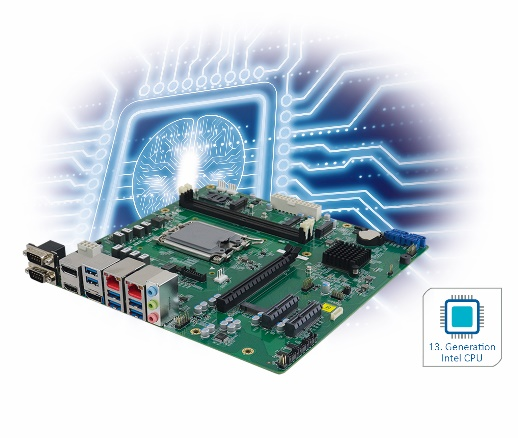 13. Generation
Intel CPU